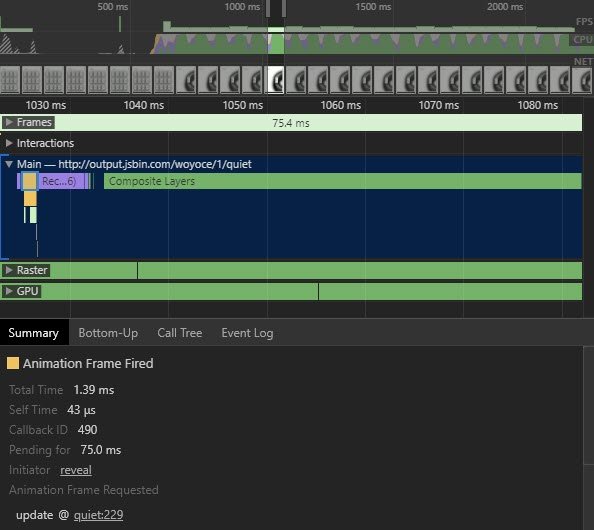 500 ms 1000 ms 1500 ms 2000 ms
FPS
CPU
NET
1030 ms 1040 ms 1050 ms 1060 ms 1070 ms 1080 ms
Frames 75.4 ms
Interactions
Main — http://output.jsbin.com/woyoce/1/quiet
Rec...6) Composite Layers
Raster
GPU
Summary Bottom-Up Call Tree Event Log
Animation Frame Fired
Total Time 1.39 ms
Self Time 43 μs
Callback ID 490
Pending for 75.0 ms
Initiator reveal
Animation Frame Requested
update @ quiet:229